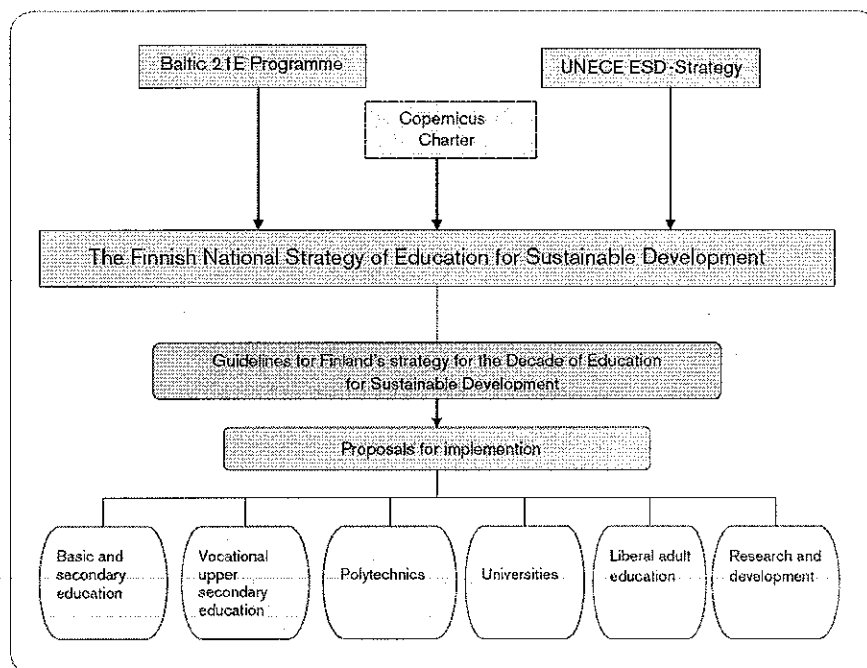 Baltic 21E Programme
UNECE ESD-Strategy
Copernicus
Charter
The Finnish National Strategy of Education for Sustainable Development
Guidelines for Finland's strategy for the Decade of Education
for Sustainable Development
Proposals for implemention
Basic and
secondary
education
Vocational
upper
secondary
education
Polytechnics
Universities
Liberal adult
education
Research and
development